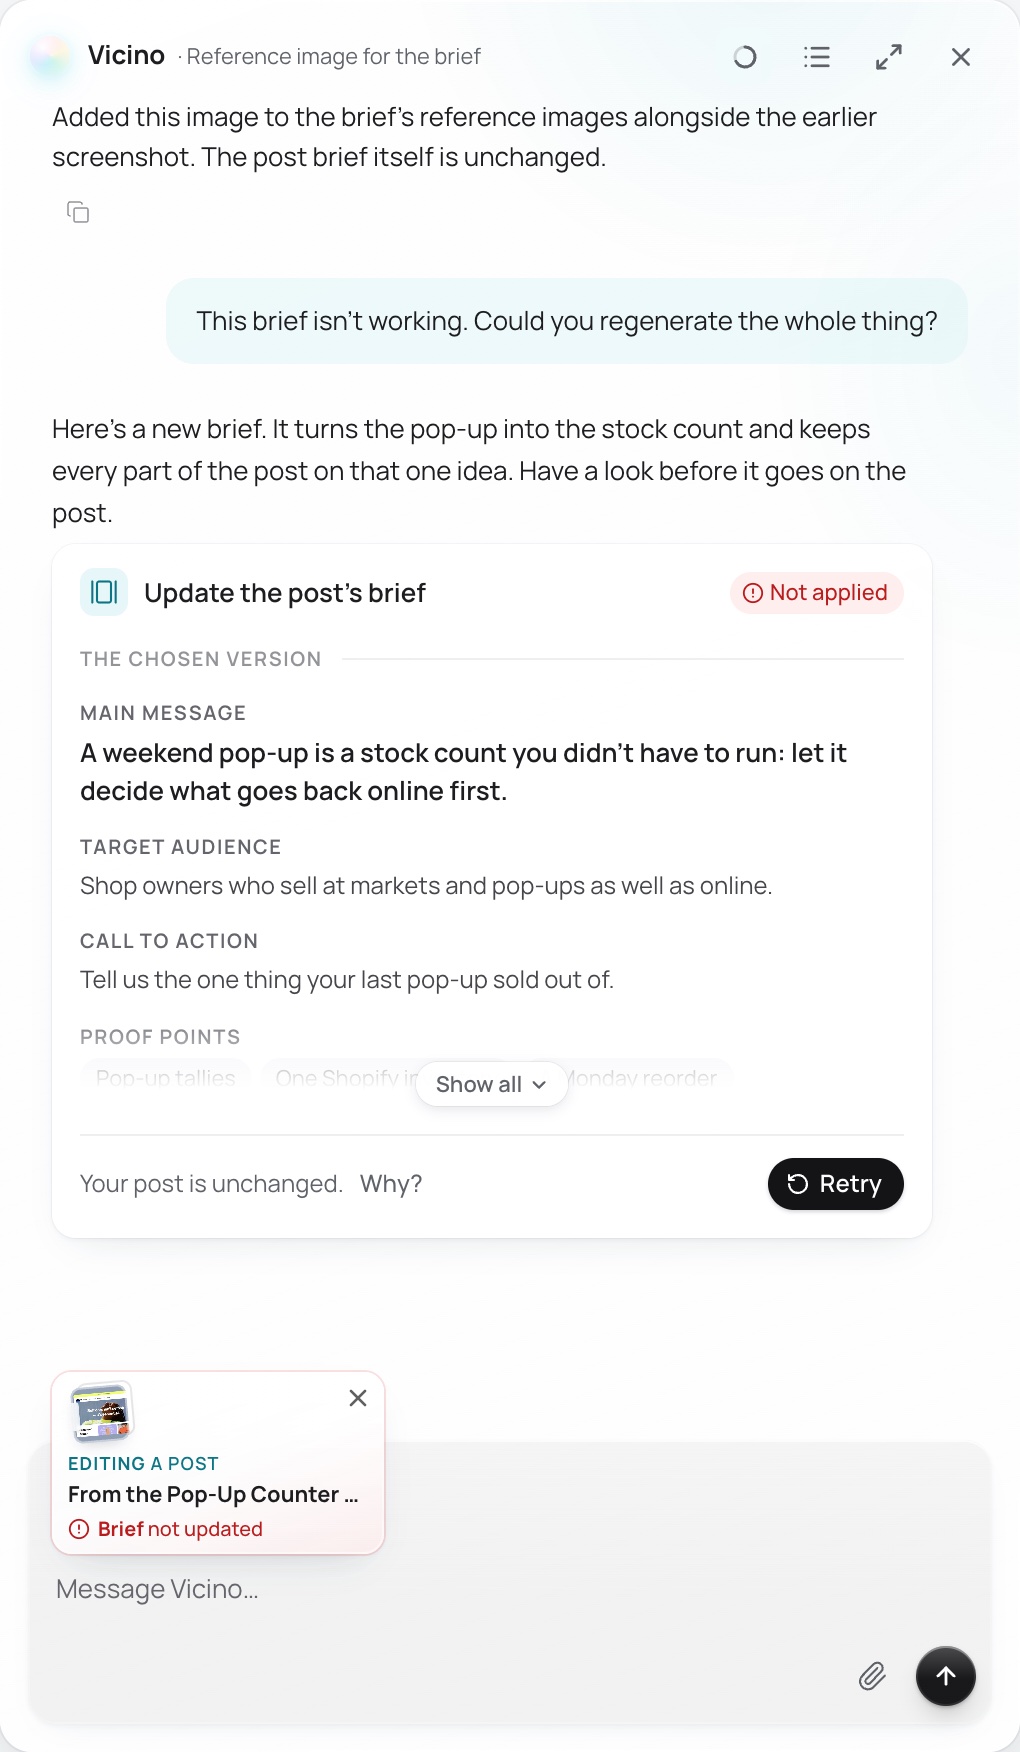 Vicino · Reference image for the brief
Added this image to the brief’s reference images alongside the earlier
screenshot. The post brief itself is unchanged.
This brief isn’t working. Could you regenerate the whole thing?
Here’s a new brief. It turns the pop-up into the stock count and keeps
every part of the post on that one idea. Have a look before it goes on the
post.
Update the post’s brief
Not applied
THE CHOSEN VERSION
MAIN MESSAGE
A weekend pop-up is a stock count you didn’t have to run: let it
decide what goes back online first.
TARGET AUDIENCE
Shop owners who sell at markets and pop-ups as well as online.
CALL TO ACTION
Tell us the one thing your last pop-up sold out of.
PROOF POINTS
Pop-up tallies
One Shopify
Monday reorder
Show all
Your post is unchanged. Why?
Retry
EDITING A POST
From the Pop-Up Counter ...
Brief not updated
Message Vicino...